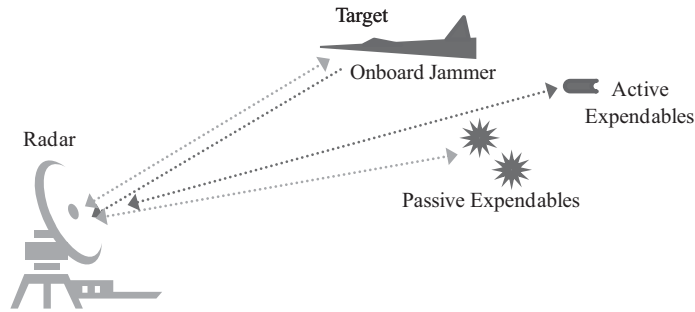 Target
Onboard Jammer
Active
Expendables
Radar
Passive Expendables